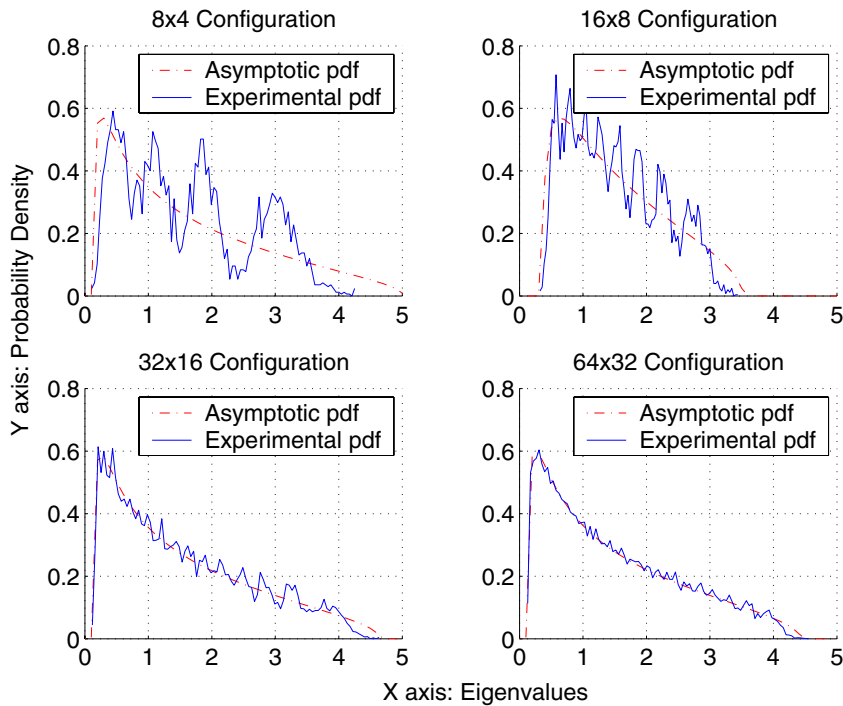 8x4 Configuration
0.8
0.6
0.4
0.2
0
0 1 2 3 4 5
Asymptotic pdf
Experimental pdf
16x8 Configuration
0.8
0.6
0.4
0.2
0
0 1 2 3 4 5
Asymptotic pdf
Experimental pdf
Y axis: Probability Density
32x16 Configuration
0.8
0.6
0.4
0.2
0
0 1 2 3 4 5
Asymptotic pdf
Experimental pdf
64x32 Configuration
0.8
0.6
0.4
0.2
0
0 1 2 3 4 5
Asymptotic pdf
Experimental pdf
X axis: Eigenvalues